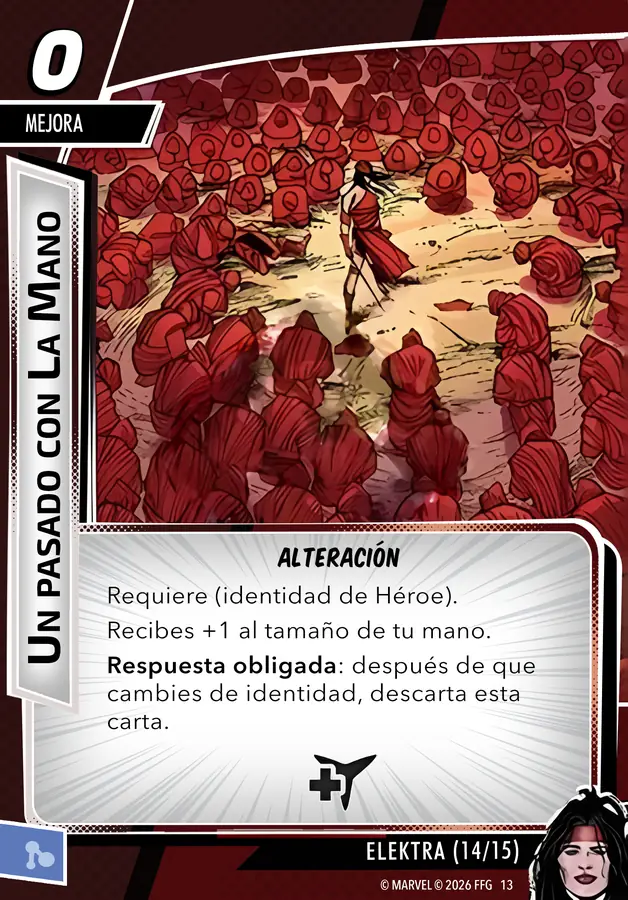 0
MEJORA
UN PASADO CON LA MANO
ALTERACIÓN
Requiere (identidad de Héroe).
Recibes +1 al tamaño de tu mano.
Respuesta obligada: después de que
cambies de identidad, descarta esta
carta.
ELEKTRA (14/15)
© MARVEL © 2026 FFG 13